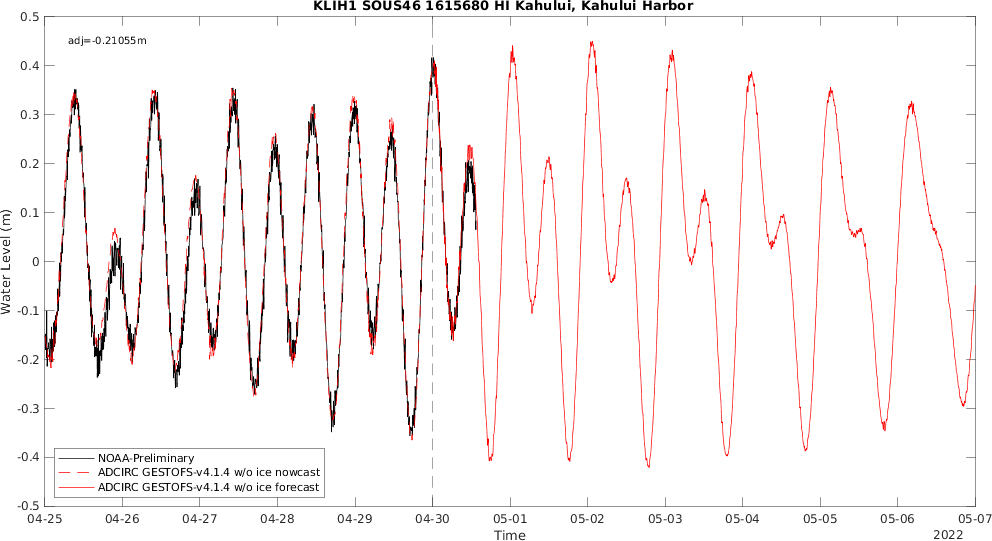 KLIH1 SOUS46 1615680 HI Kahului, Kahului Harbor
adj=-0.21055m
0.5
0.4
0.3
0.2
0.1
0
-0.1
-0.2
-0.3
-0.4
-0.5
Water Level (m)
NOAA-Preliminary
ADCIRC GESTOFS-v4.1.4 w/o ice nowcast
ADCIRC GESTOFS-v4.1.4 w/o ice forecast
04-25 04-26 04-27 04-28 04-29 04-30 05-01 05-02 05-03 05-04 05-05 05-06 05-07
Time
2022